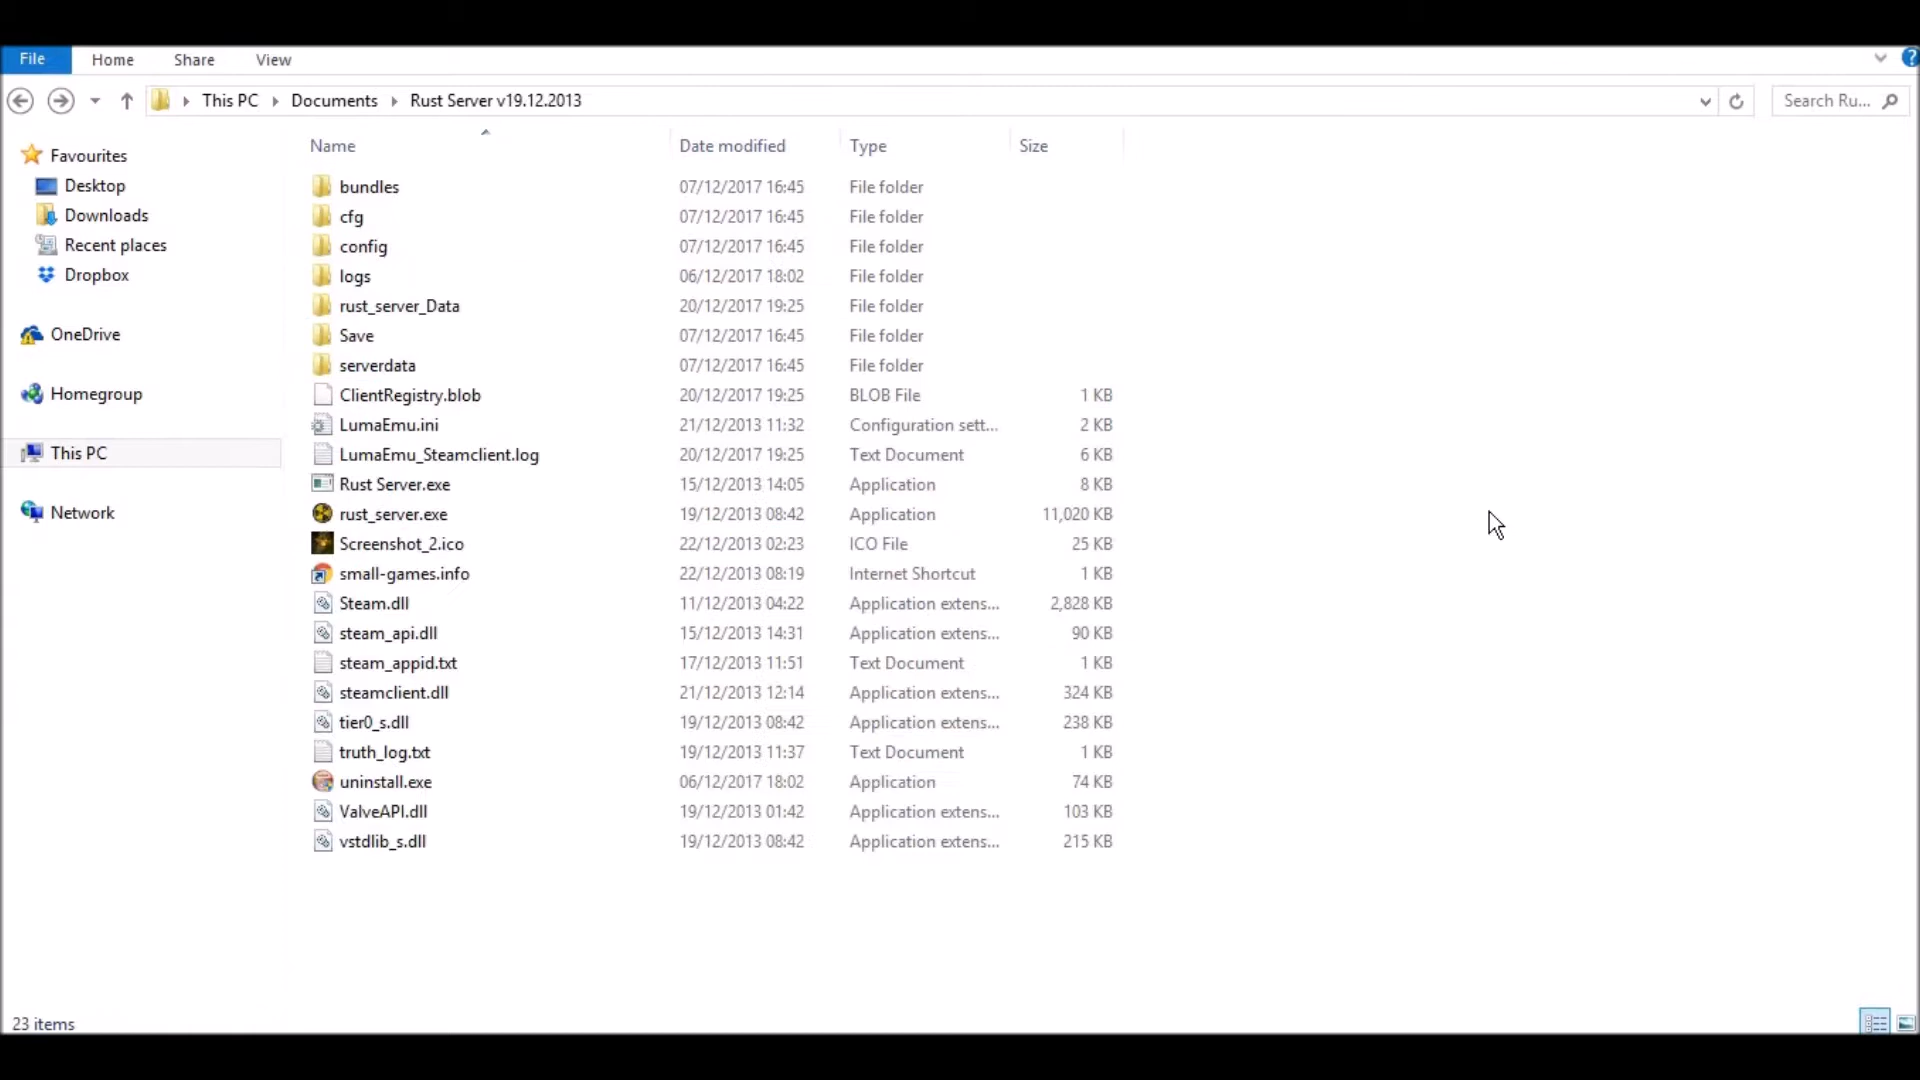 File Home Share View
This PC Documents Rust Server v19.12.2013 Search Ru...
Name Date modified Type Size
Favourites
Desktop
Downloads
Recent places
Dropbox
OneDrive
Homegroup
This PC
Network
bundles 07/12/2017 16:45 File folder
cfg 07/12/2017 16:45 File folder
config 07/12/2017 16:45 File folder
logs 06/12/2017 18:02 File folder
rust_server_Data 20/12/2017 19:25 File folder
Save 07/12/2017 16:45 File folder
serverdata 07/12/2017 16:45 File folder
ClientRegistry.blob 20/12/2017 19:25 BLOB File 1 KB
LumaEmu.ini 21/12/2013 11:32 Configuration sett... 2 KB
LumaEmu_Steamclient.log 20/12/2017 19:25 Text Document 6 KB
Rust Server.exe 15/12/2013 14:05 Application 8 KB
rust_server.exe 19/12/2013 08:42 Application 11,020 KB
Screenshot_2.ico 22/12/2013 02:23 ICO File 25 KB
small-games.info 22/12/2013 08:19 Internet Shortcut 1 KB
Steam.dll 11/12/2013 04:22 Application extens... 2,828 KB
steam_api.dll 15/12/2013 14:31 Application extens... 90 KB
steam_appid.txt 17/12/2013 11:51 Text Document 1 KB
steamclient.dll 21/12/2013 12:14 Application extens... 324 KB
tier0_s.dll 19/12/2013 08:42 Application extens... 238 KB
truth_log.txt 19/12/2013 11:37 Text Document 1 KB
uninstall.exe 06/12/2017 18:02 Application 74 KB
ValveAPI.dll 19/12/2013 01:42 Application extens... 103 KB
vstdlib_s.dll 19/12/2013 08:42 Application extens... 215 KB
23 items